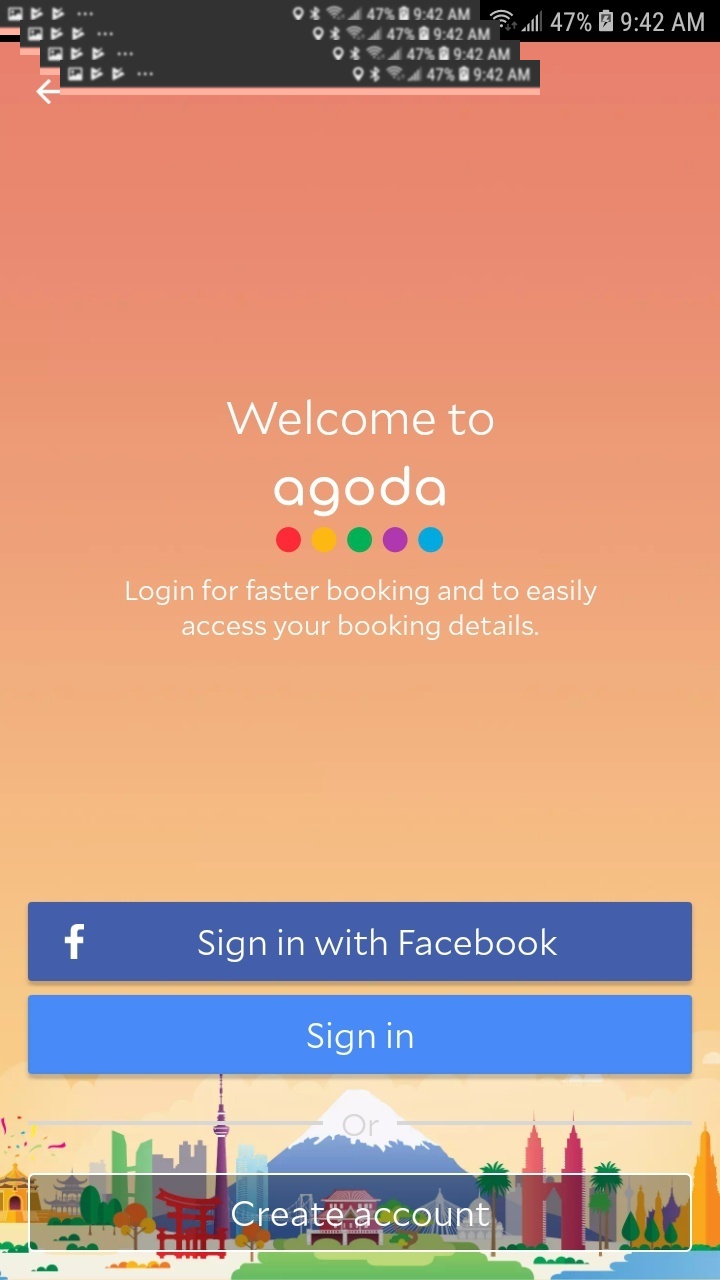 47% 9:42 AM
47% 9:42 AM
47% 9:42 AM
47% 9:42 AM
47% 9:42 AM
Welcome to
agoda
Login for faster booking and to easily
access your booking details.
f Sign in with Facebook
Sign in
Or
Create account